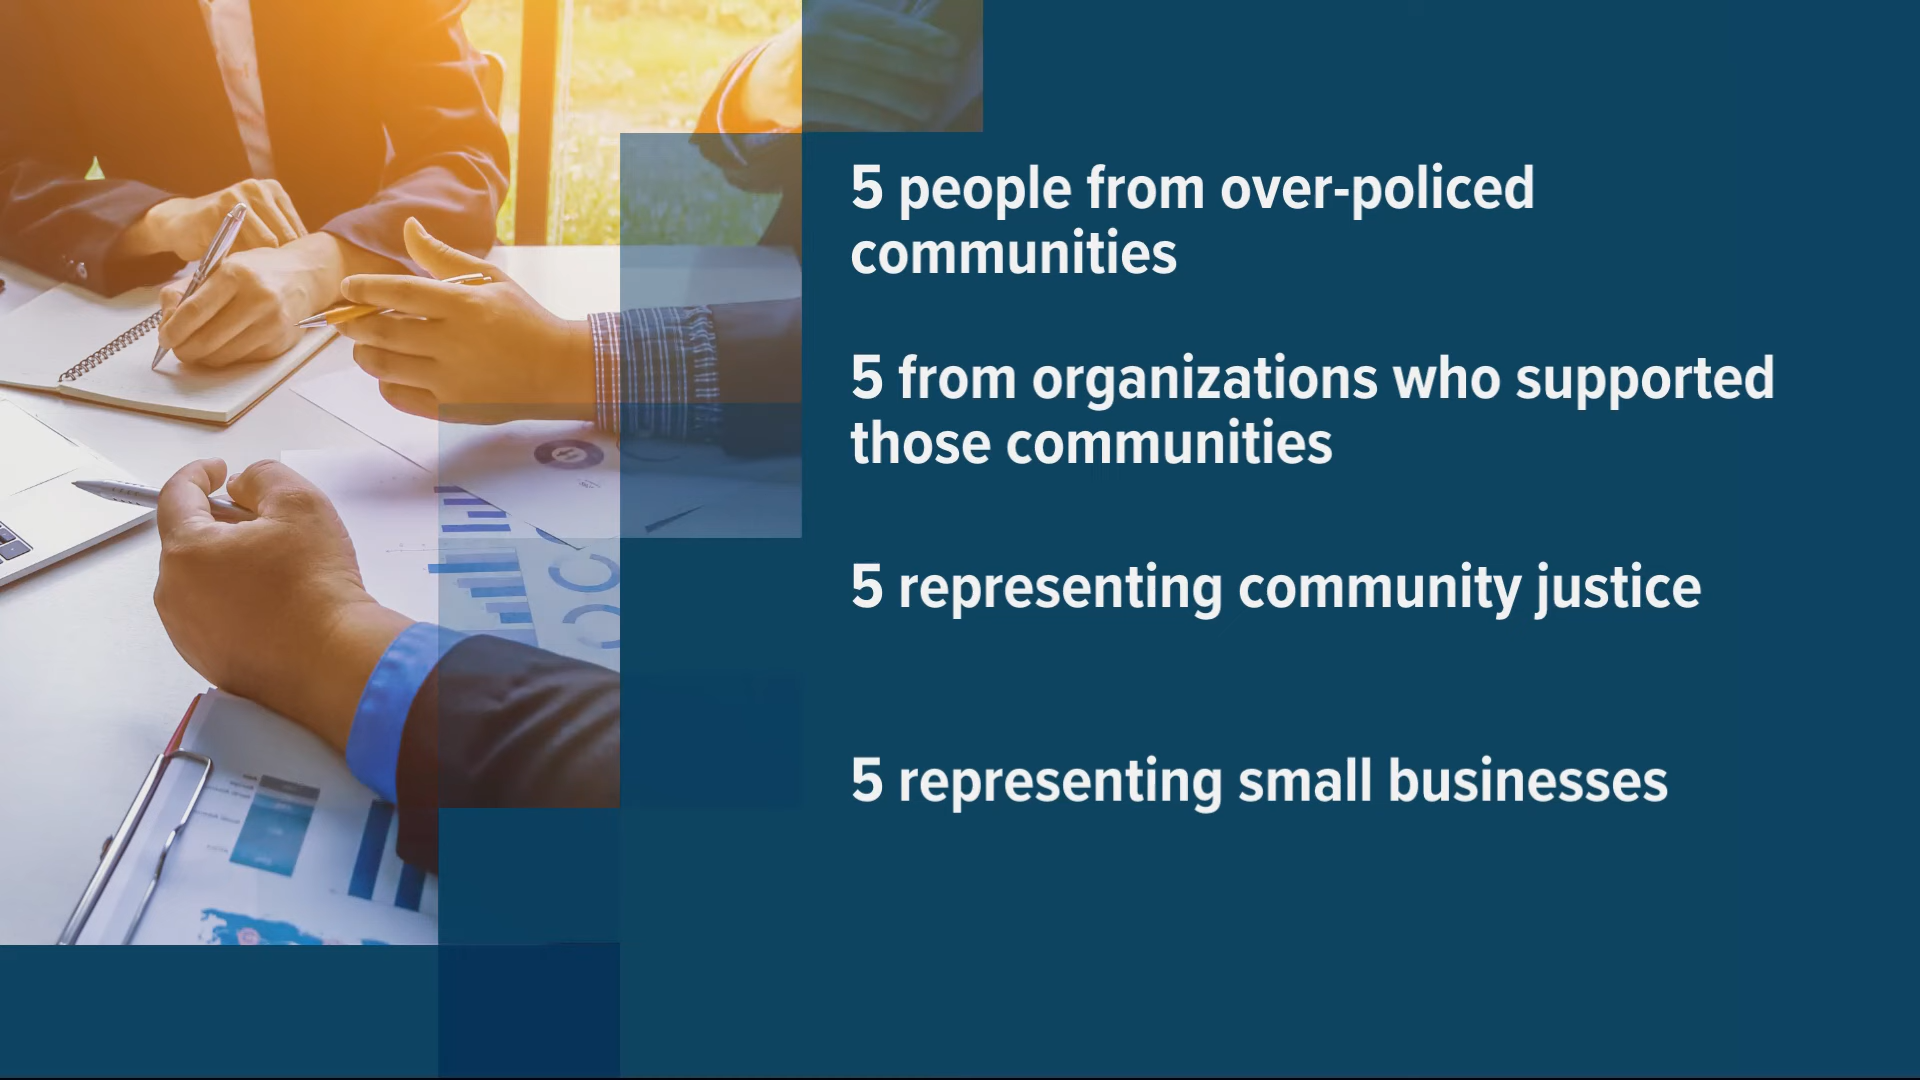 5 people from over-policed
communities
5 from organizations who supported
those communities
5 representing community justice
5 representing small businesses